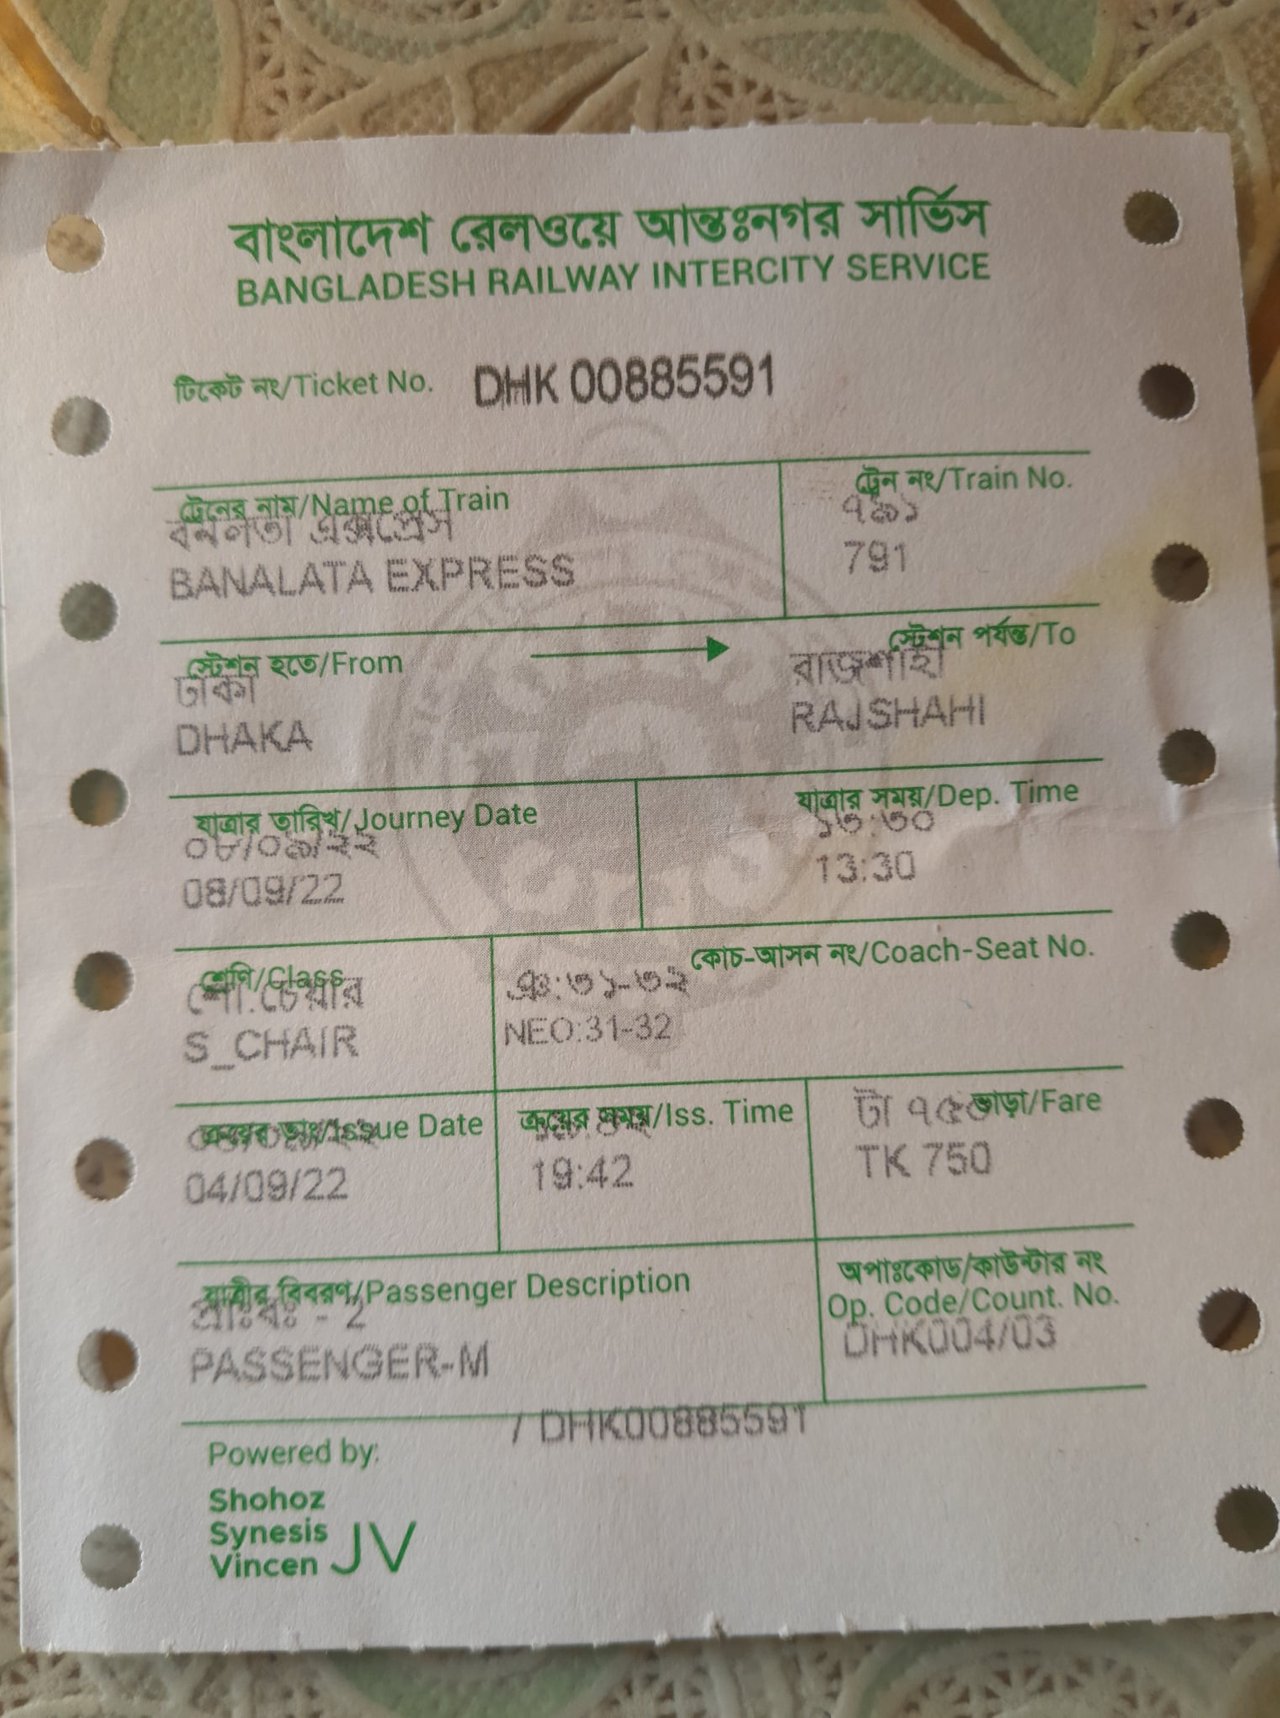 বাংলাদেশ রেলওয়ে আন্তঃনগর সার্ভিস
BANGLADESH RAILWAY INTERCITY SERVICE
টিকেট নং/Ticket No. DHK 00885591
ট্রেনের নাম/Name of Train
বনলতা এক্সপ্রেস
BANALATA EXPRESS
ট্রেন নং/Train No.
৭৯১
791
স্টেশন হতে/From
ঢাকা
DHAKA
স্টেশন পর্যন্ত/To
রাজশাহী
RAJSHAHI
যাত্রার তারিখ/Journey Date
০৮/০৯/২২
08/09/22
যাত্রার সময়/Dep. Time
১৩:৩০
13:30
শ্রেণি/Class
শো.চেয়ার
S_CHAIR
কোচ-আসন নং/Coach-Seat No.
ঞ:৩১-৩২
NEO:31-32
ক্রয়ের তাং/Issue Date
04/09/22
ক্রয়ের সময়/Iss. Time
19:42
ভাড়া/Fare
টা ৭৫০
TK 750
যাত্রীর বিবরণ/Passenger Description
প্রাঃবঃ - 2
PASSENGER-M
অপাঃকোড/কাউন্টার নং
Op. Code/Count. No.
DHK004/03
/ DHK00885591
Powered by:
Shohoz
Synesis
Vincen JV